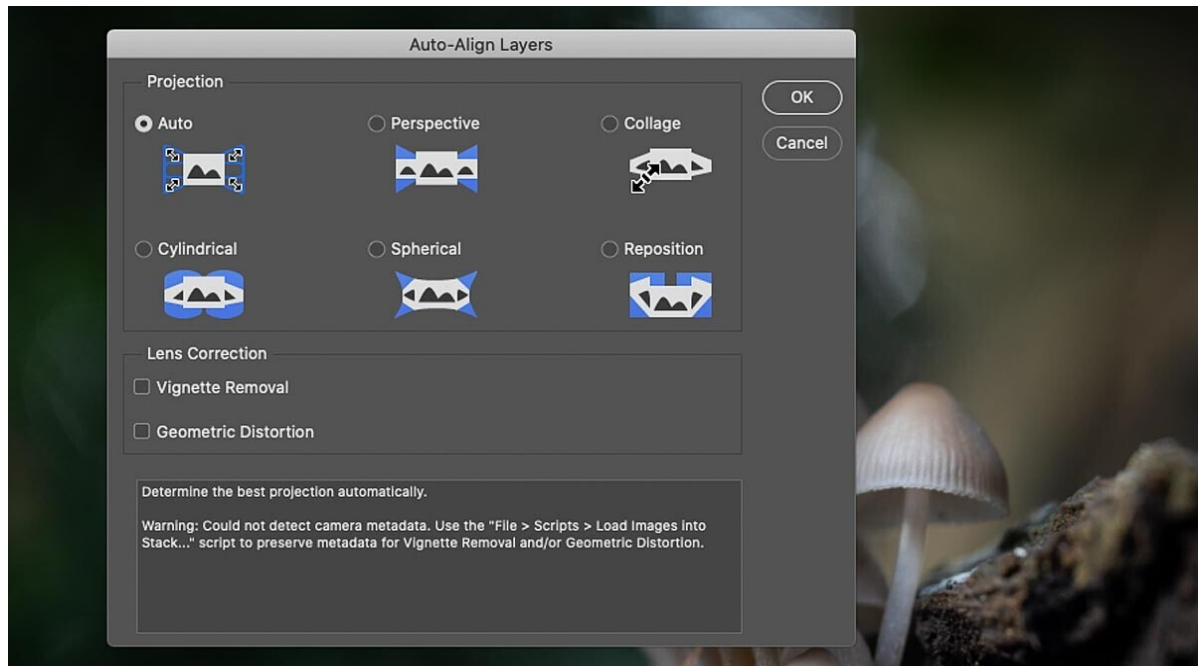 Auto-Align Layers
Projection
Auto
Perspective
Collage
Cylindrical
Spherical
Reposition
OK
Cancel
Lens Correction
Vignette Removal
Geometric Distortion
Determine the best projection automatically.
Warning: Could not detect camera metadata. Use the "File > Scripts > Load Images into
Stack..." script to preserve metadata for Vignette Removal and/or Geometric Distortion.